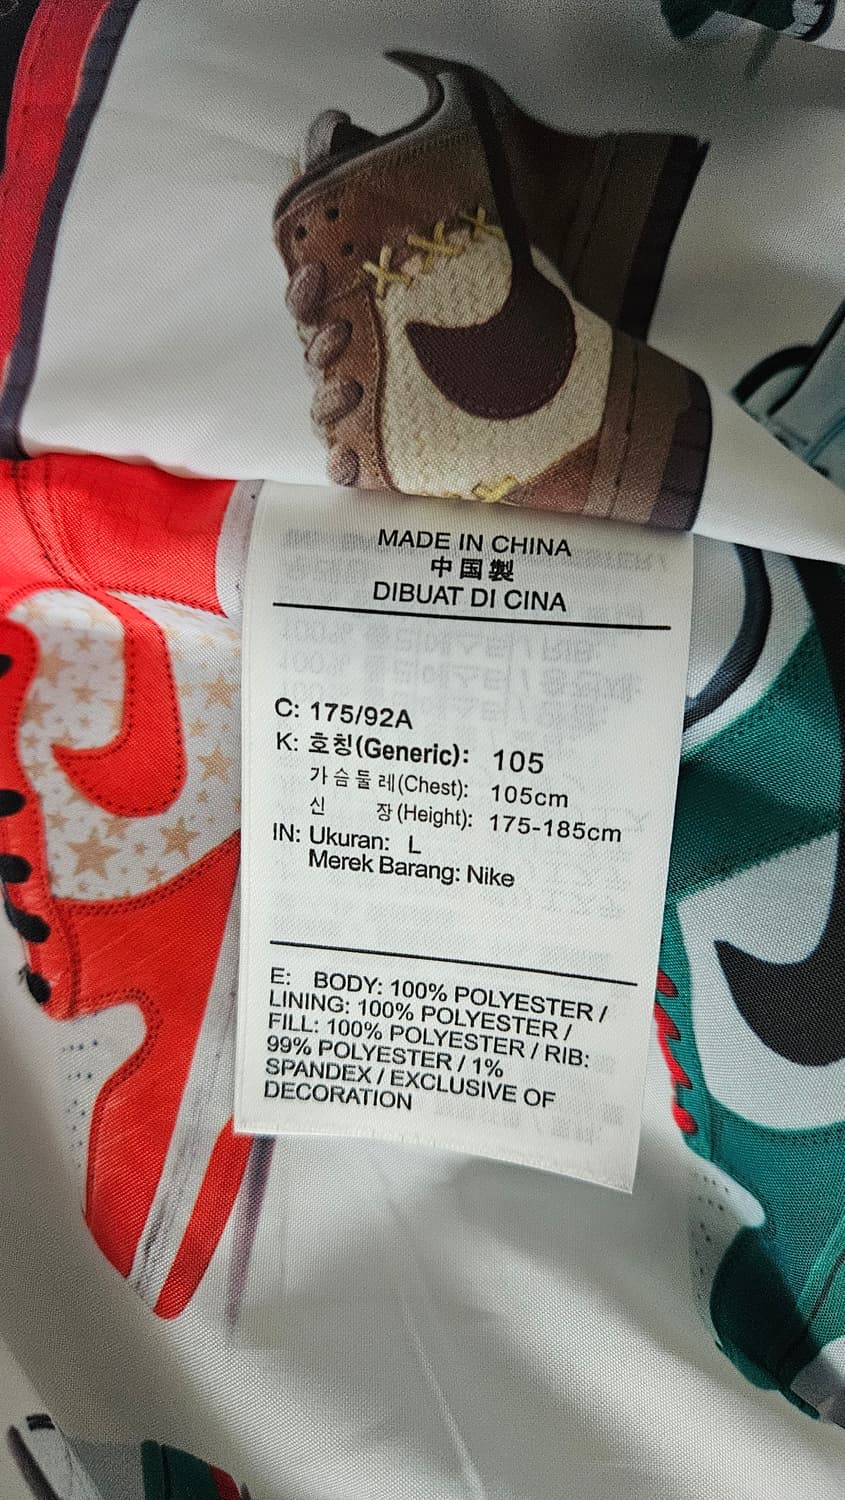 MADE IN CHINA
中国製
DIBUAT DI CINA
C: 175/92A
K: 호칭(Generic): 105
가슴둘레(Chest): 105cm
신 장(Height): 175-185cm
IN: Ukuran: L
Merek Barang: Nike
E: BODY: 100% POLYESTER /
LINING: 100% POLYESTER /
FILL: 100% POLYESTER / RIB:
99% POLYESTER / 1%
SPANDEX / EXCLUSIVE OF
DECORATION